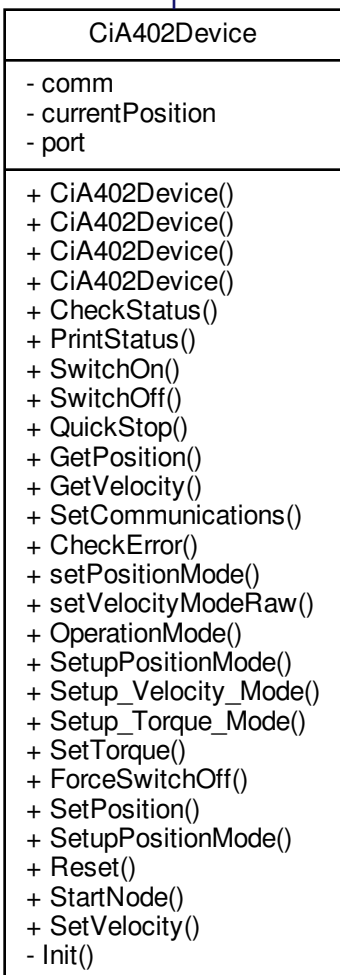 CiA402Device
- comm
- currentPosition
- port
+ CiA402Device()
+ CiA402Device()
+ CiA402Device()
+ CiA402Device()
+ CheckStatus()
+ PrintStatus()
+ SwitchOn()
+ SwitchOff()
+ QuickStop()
+ GetPosition()
+ GetVelocity()
+ SetCommunications()
+ CheckError()
+ setPositionMode()
+ setVelocityModeRaw()
+ OperationMode()
+ SetupPositionMode()
+ Setup_Velocity_Mode()
+ Setup_Torque_Mode()
+ SetTorque()
+ ForceSwitchOff()
+ SetPosition()
+ SetupPositionMode()
+ Reset()
+ StartNode()
+ SetVelocity()
- Init()